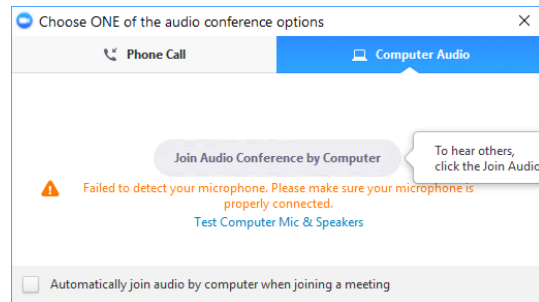 Choose ONE of the audio conference options
Phone Call
Computer Audio
Join Audio Conference by Computer
To hear others,
click the Join Audio
Failed to detect your microphone. Please make sure your microphone is
properly connected.
Test Computer Mic & Speakers
Automatically join audio by computer when joining a meeting